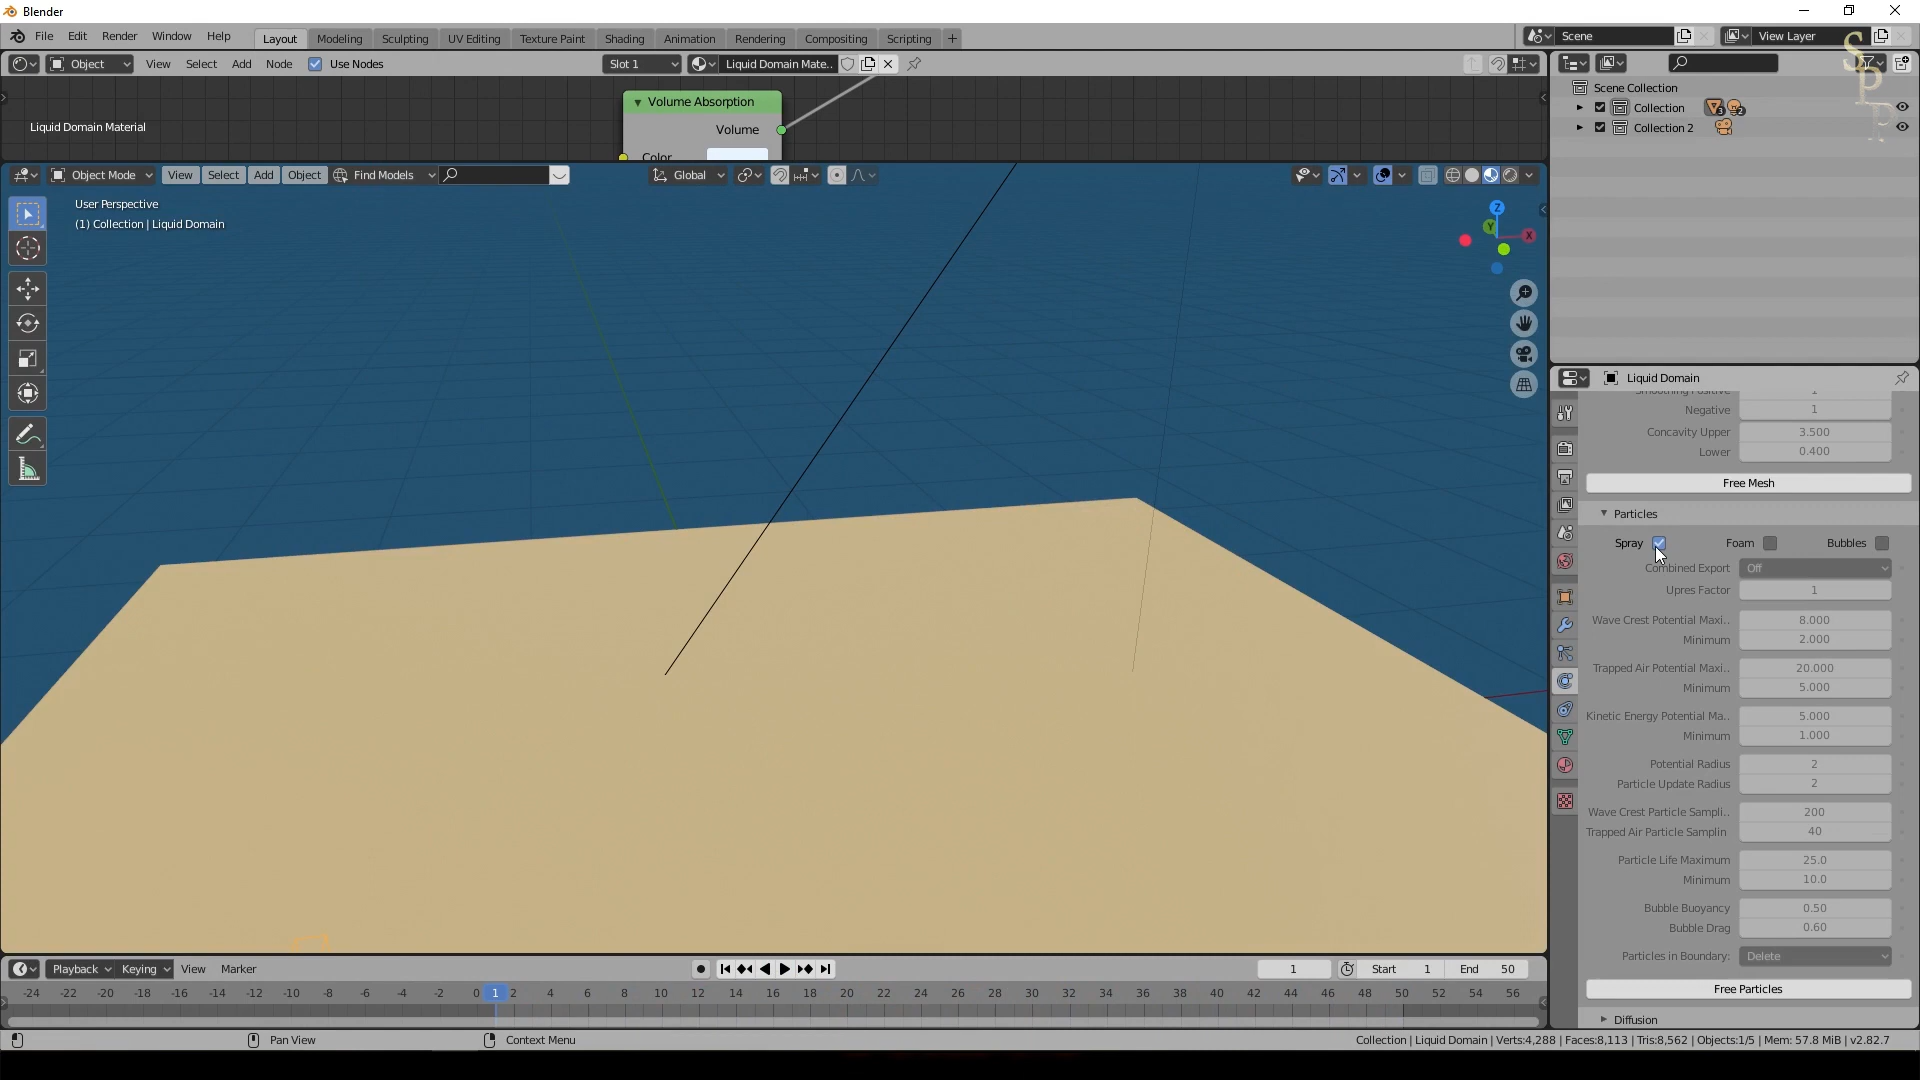 Blender
File Edit Render Window Help Layout Modeling Sculpting UV Editing Texture Paint Shading Animation Rendering Compositing Scripting Scene View Layer
Object View Select Add Node Use Nodes Slot 1 Liquid Domain Mate..
Scene Collection
Collection 3 2
Collection 2
Volume Absorption
Volume
Color
Liquid Domain Material
Object Mode View Select Add Object Find Models Global
User Perspective
(1) Collection | Liquid Domain
Z
Y
X
Liquid Domain
Negative 1
Concavity Upper 3.500
Lower 0.400
Free Mesh
Particles
Spray Foam Bubbles
Combined Export Off
Upres Factor 1
Wave Crest Potential Maxi.. 8.000
Minimum 2.000
Trapped Air Potential Maxi.. 20.000
Minimum 5.000
Kinetic Energy Potential Ma.. 5.000
Minimum 1.000
Potential Radius 2
Particle Update Radius 2
Wave Crest Particle Sampli.. 200
Trapped Air Particle Samplin 40
Particle Life Maximum 25.0
Minimum 10.0
Bubble Buoyancy 0.50
Bubble Drag 0.60
Particles in Boundary: Delete
Free Particles
Diffusion
Playback Keying View Marker 1 Start 1 End 50
-24 -22 -20 -18 -16 -14 -12 -10 -8 -6 -4 -2 0 1 2 4 6 8 10 12 14 16 18 20 22 24 26 28 30 32 34 36 38 40 42 44 46 48 50 52 54 56
Pan View Context Menu Collection | Liquid Domain | Verts:4,288 | Faces:8,113 | Tris:8,562 | Objects:1/5 | Mem: 57.8 MiB | v2.82.7